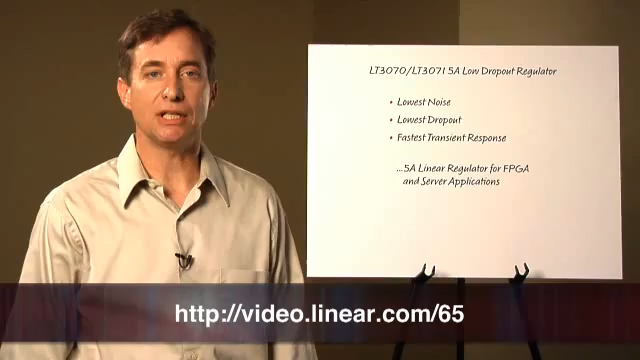 LT3070/LT3071 5A Low Dropout Regulator
• Lowest Noise
• Lowest Dropout
• Fastest Transient Response
...5A Linear Regulator for FPGA
and Server Applications
http://video.linear.com/65